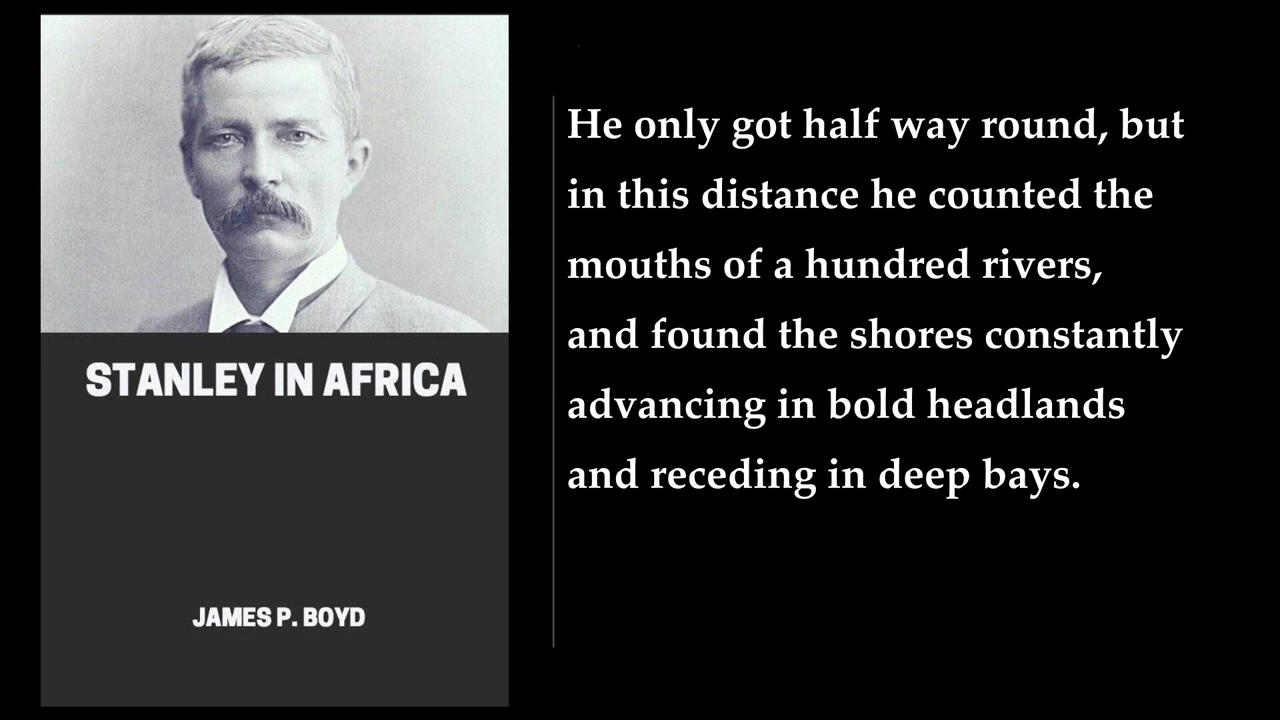 STANLEY IN AFRICA
JAMES P. BOYD
He only got half way round, but
in this distance he counted the
mouths of a hundred rivers,
and found the shores constantly
advancing in bold headlands
and receding in deep bays.